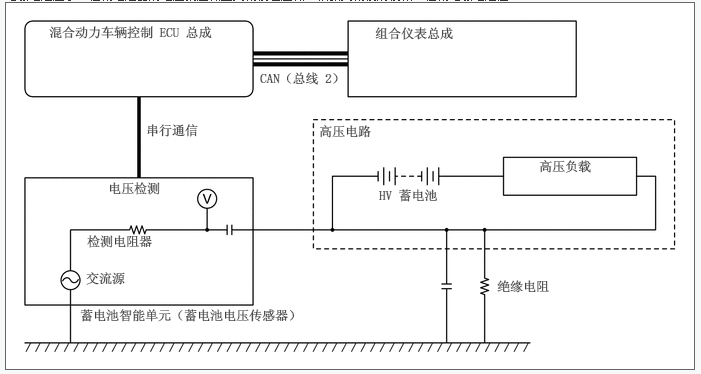 混合动力车辆控制 ECU 总成
组合仪表总成
CAN（总线 2）
串行通信
高压电路
电压检测
V
高压负载
HV 蓄电池
检测电阻器
交流源
绝缘电阻
蓄电池智能单元（蓄电池电压传感器）